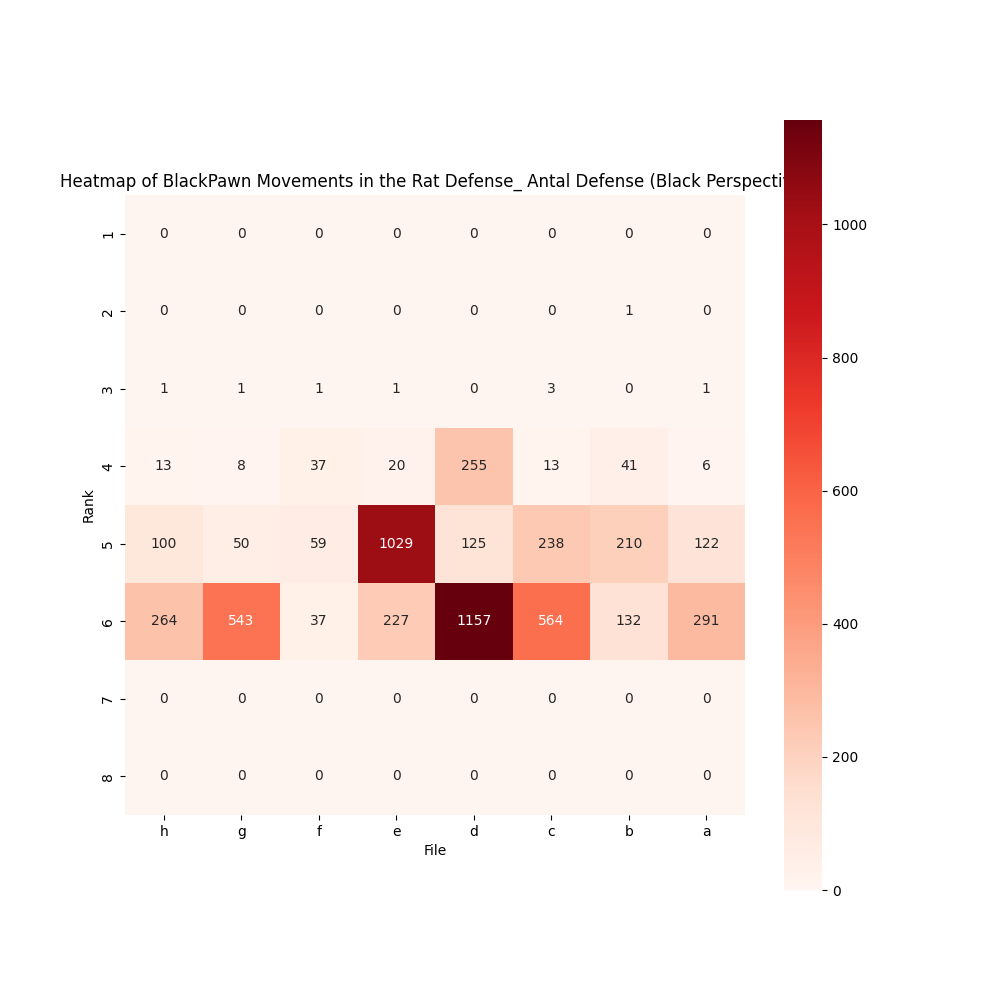 Heatmap of BlackPawn Movements in the Rat Defense_ Antal Defense (Black Perspecti
1 0 0 0 0 0 0 0 0
2 0 0 0 0 0 0 1 0
3 1 1 1 1 0 3 0 1
4 13 8 37 20 255 13 41 6
5 100 50 59 1029 125 238 210 122
6 264 543 37 227 1157 564 132 291
7 0 0 0 0 0 0 0 0
8 0 0 0 0 0 0 0 0
h g f e d c b a
File
Rank
1000
800
600
400
200
0